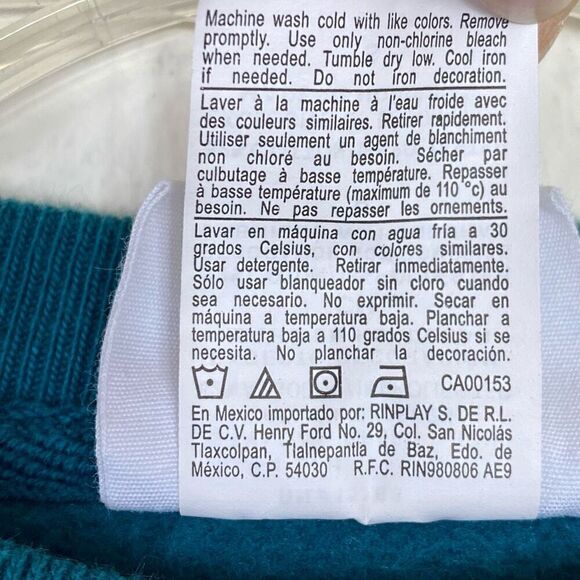 Machine wash cold with like colors. Remove
promptly. Use only non-chlorine bleach
when needed. Tumble dry low. Cool iron
if needed. Do not iron decoration.
Laver à la machine à l'eau froide avec
des couleurs similaires. Retirer rapidement.
Utiliser seulement un agent de blanchiment
non chloré au besoin. Sécher par
culbutage à basse température. Repasser
à basse température (maximum de 110 °c) au
besoin. Ne pas repasser les ornements.
Lavar en máquina con agua fría a 30
grados Celsius, con colores similares.
Usar detergente. Retirar inmediatamente.
Sólo usar blanqueador sin cloro cuando
sea necesario. No exprimir. Secar en
máquina a temperatura baja. Planchar a
temperatura baja a 110 grados Celsius si se
necesita. No planchar la decoración.
CA00153
En Mexico importado por: RINPLAY S. DE R.L.
DE C.V. Henry Ford No. 29, Col. San Nicolás
Tlaxcolpan, Tlalnepantla de Baz, Edo. de
México, C.P. 54030 R.F.C. RIN980806 AE9